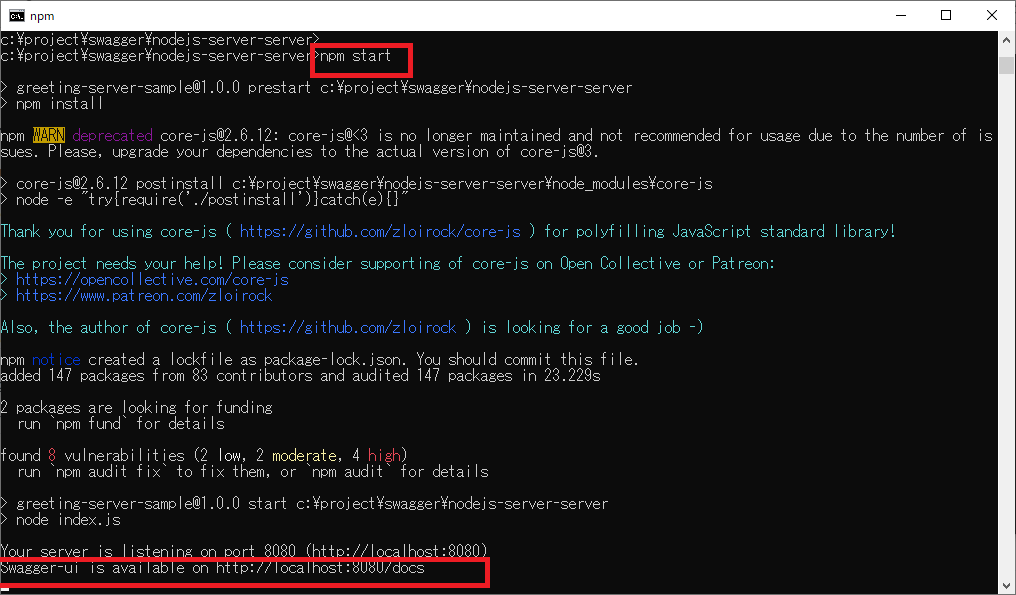 npm
c:¥project¥swagger¥nodejs-server-server>
c:¥project¥swagger¥nodejs-server-server>npm start
> greeting-server-sample@1.0.0 prestart c:¥project¥swagger¥nodejs-server-server
> npm install
npm WARN deprecated core-js@2.6.12: core-js@<3 is no longer maintained and not recommended for usage due to the number of is
sues. Please, upgrade your dependencies to the actual version of core-js@3.
> core-js@2.6.12 postinstall c:¥project¥swagger¥nodejs-server-server¥node_modules¥core-js
> node -e "try{require('./postinstall')}catch(e){}"
Thank you for using core-js ( https://github.com/zloirock/core-js ) for polyfilling JavaScript standard library!
The project needs your help! Please consider supporting of core-js on Open Collective or Patreon:
> https://opencollective.com/core-js
> https://www.patreon.com/zloirock
Also, the author of core-js ( https://github.com/zloirock ) is looking for a good job -)
npm notice created a lockfile as package-lock.json. You should commit this file.
added 147 packages from 83 contributors and audited 147 packages in 23.229s
2 packages are looking for funding
run `npm fund` for details
found 8 vulnerabilities (2 low, 2 moderate, 4 high)
run `npm audit fix` to fix them, or `npm audit` for details
> greeting-server-sample@1.0.0 start c:¥project¥swagger¥nodejs-server-server
> node index.js
Your server is listening on port 8080 (http://localhost:8080)
Swagger-ui is available on http://localhost:8080/docs